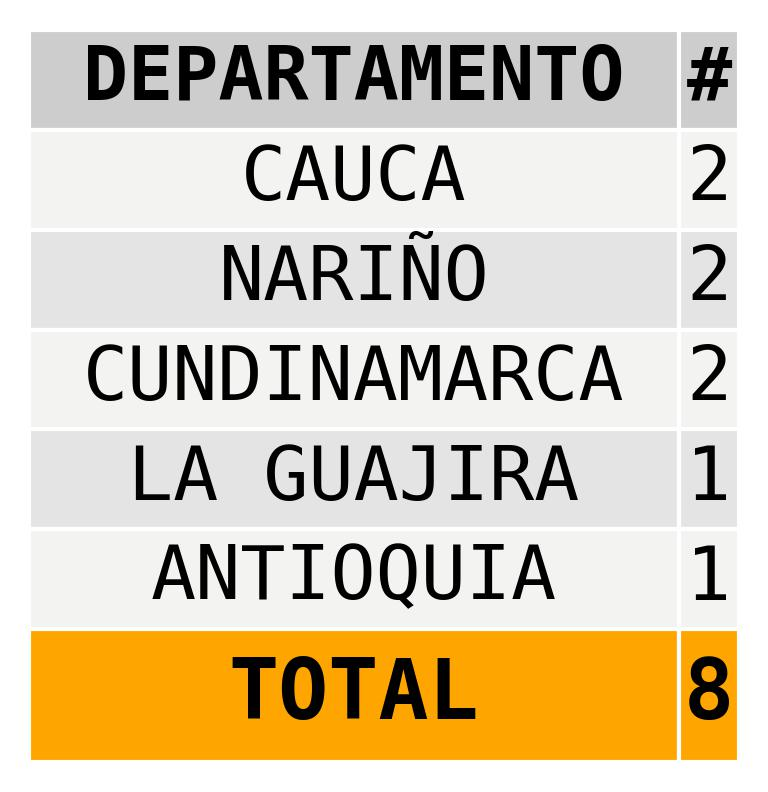 DEPARTAMENTO #
CAUCA 2
NARIÑO 2
CUNDINAMARCA 2
LA GUAJIRA 1
ANTIOQUIA 1
TOTAL 8